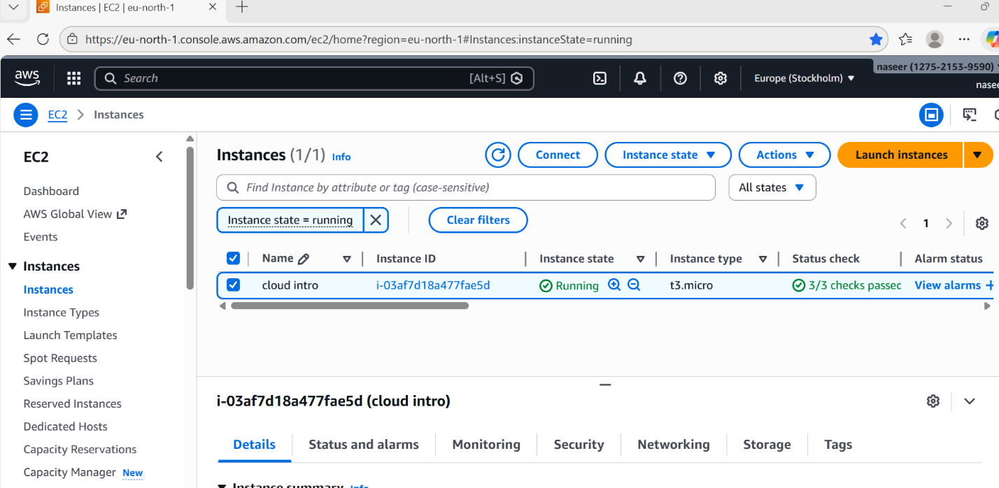 Instances | EC2 | eu-north-1
https://eu-north-1.console.aws.amazon.com/ec2/home?region=eu-north-1#Instances:instanceState=running
aws
Search [Alt+S]
Europe (Stockholm)
naseer (1275-2153-9590)
EC2 Instances
EC2
Dashboard
AWS Global View
Events
Instances
Instances
Instance Types
Launch Templates
Spot Requests
Savings Plans
Reserved Instances
Dedicated Hosts
Capacity Reservations
Capacity Manager New
Instances (1/1) Info
Connect
Instance state
Actions
Launch instances
Find Instance by attribute or tag (case-sensitive)
All states
Instance state = running
Clear filters
1
Name Instance ID Instance state Instance type Status check Alarm status
cloud intro i-03af7d18a477fae5d Running t3.micro 3/3 checks passed View alarms +
i-03af7d18a477fae5d (cloud intro)
Details Status and alarms Monitoring Security Networking Storage Tags
Instance summary Info